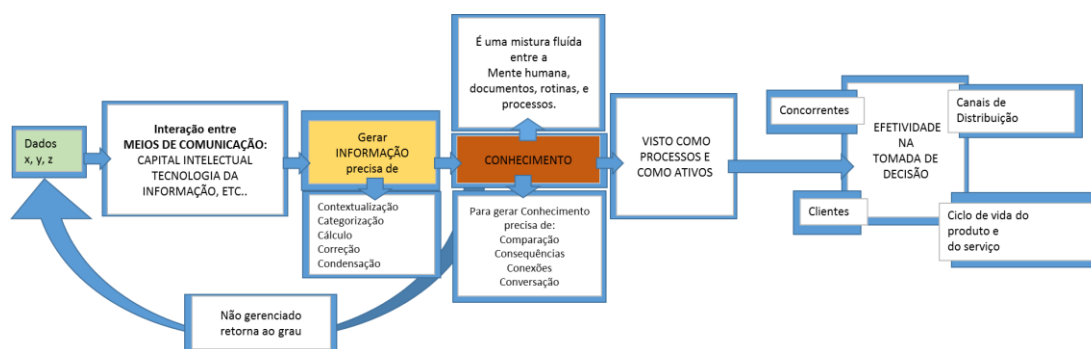 Dados
x, y, z
Interação entre
MEIOS DE COMUNICAÇÃO:
CAPITAL INTELECTUAL
TECNOLOGIA DA
INFORMAÇÃO, ETC..
Gerar
INFORMAÇÃO
precisa de
Contextualização
Categorização
Cálculo
Correção
Condensação
É uma mistura fluída
entre a
Mente humana,
documentos, rotinas, e
processos.
CONHECIMENTO
Para gerar Conhecimento
precisa de:
Comparação
Consequências
Conexões
Conversação
VISTO COMO
PROCESSOS E
COMO ATIVOS
Concorrentes
Canais de
Distribuição
EFETIVIDADE
NA
TOMADA DE
DECISÃO
Clientes
Ciclo de vida do
produto e
do serviço
Não gerenciado
retorna ao grau